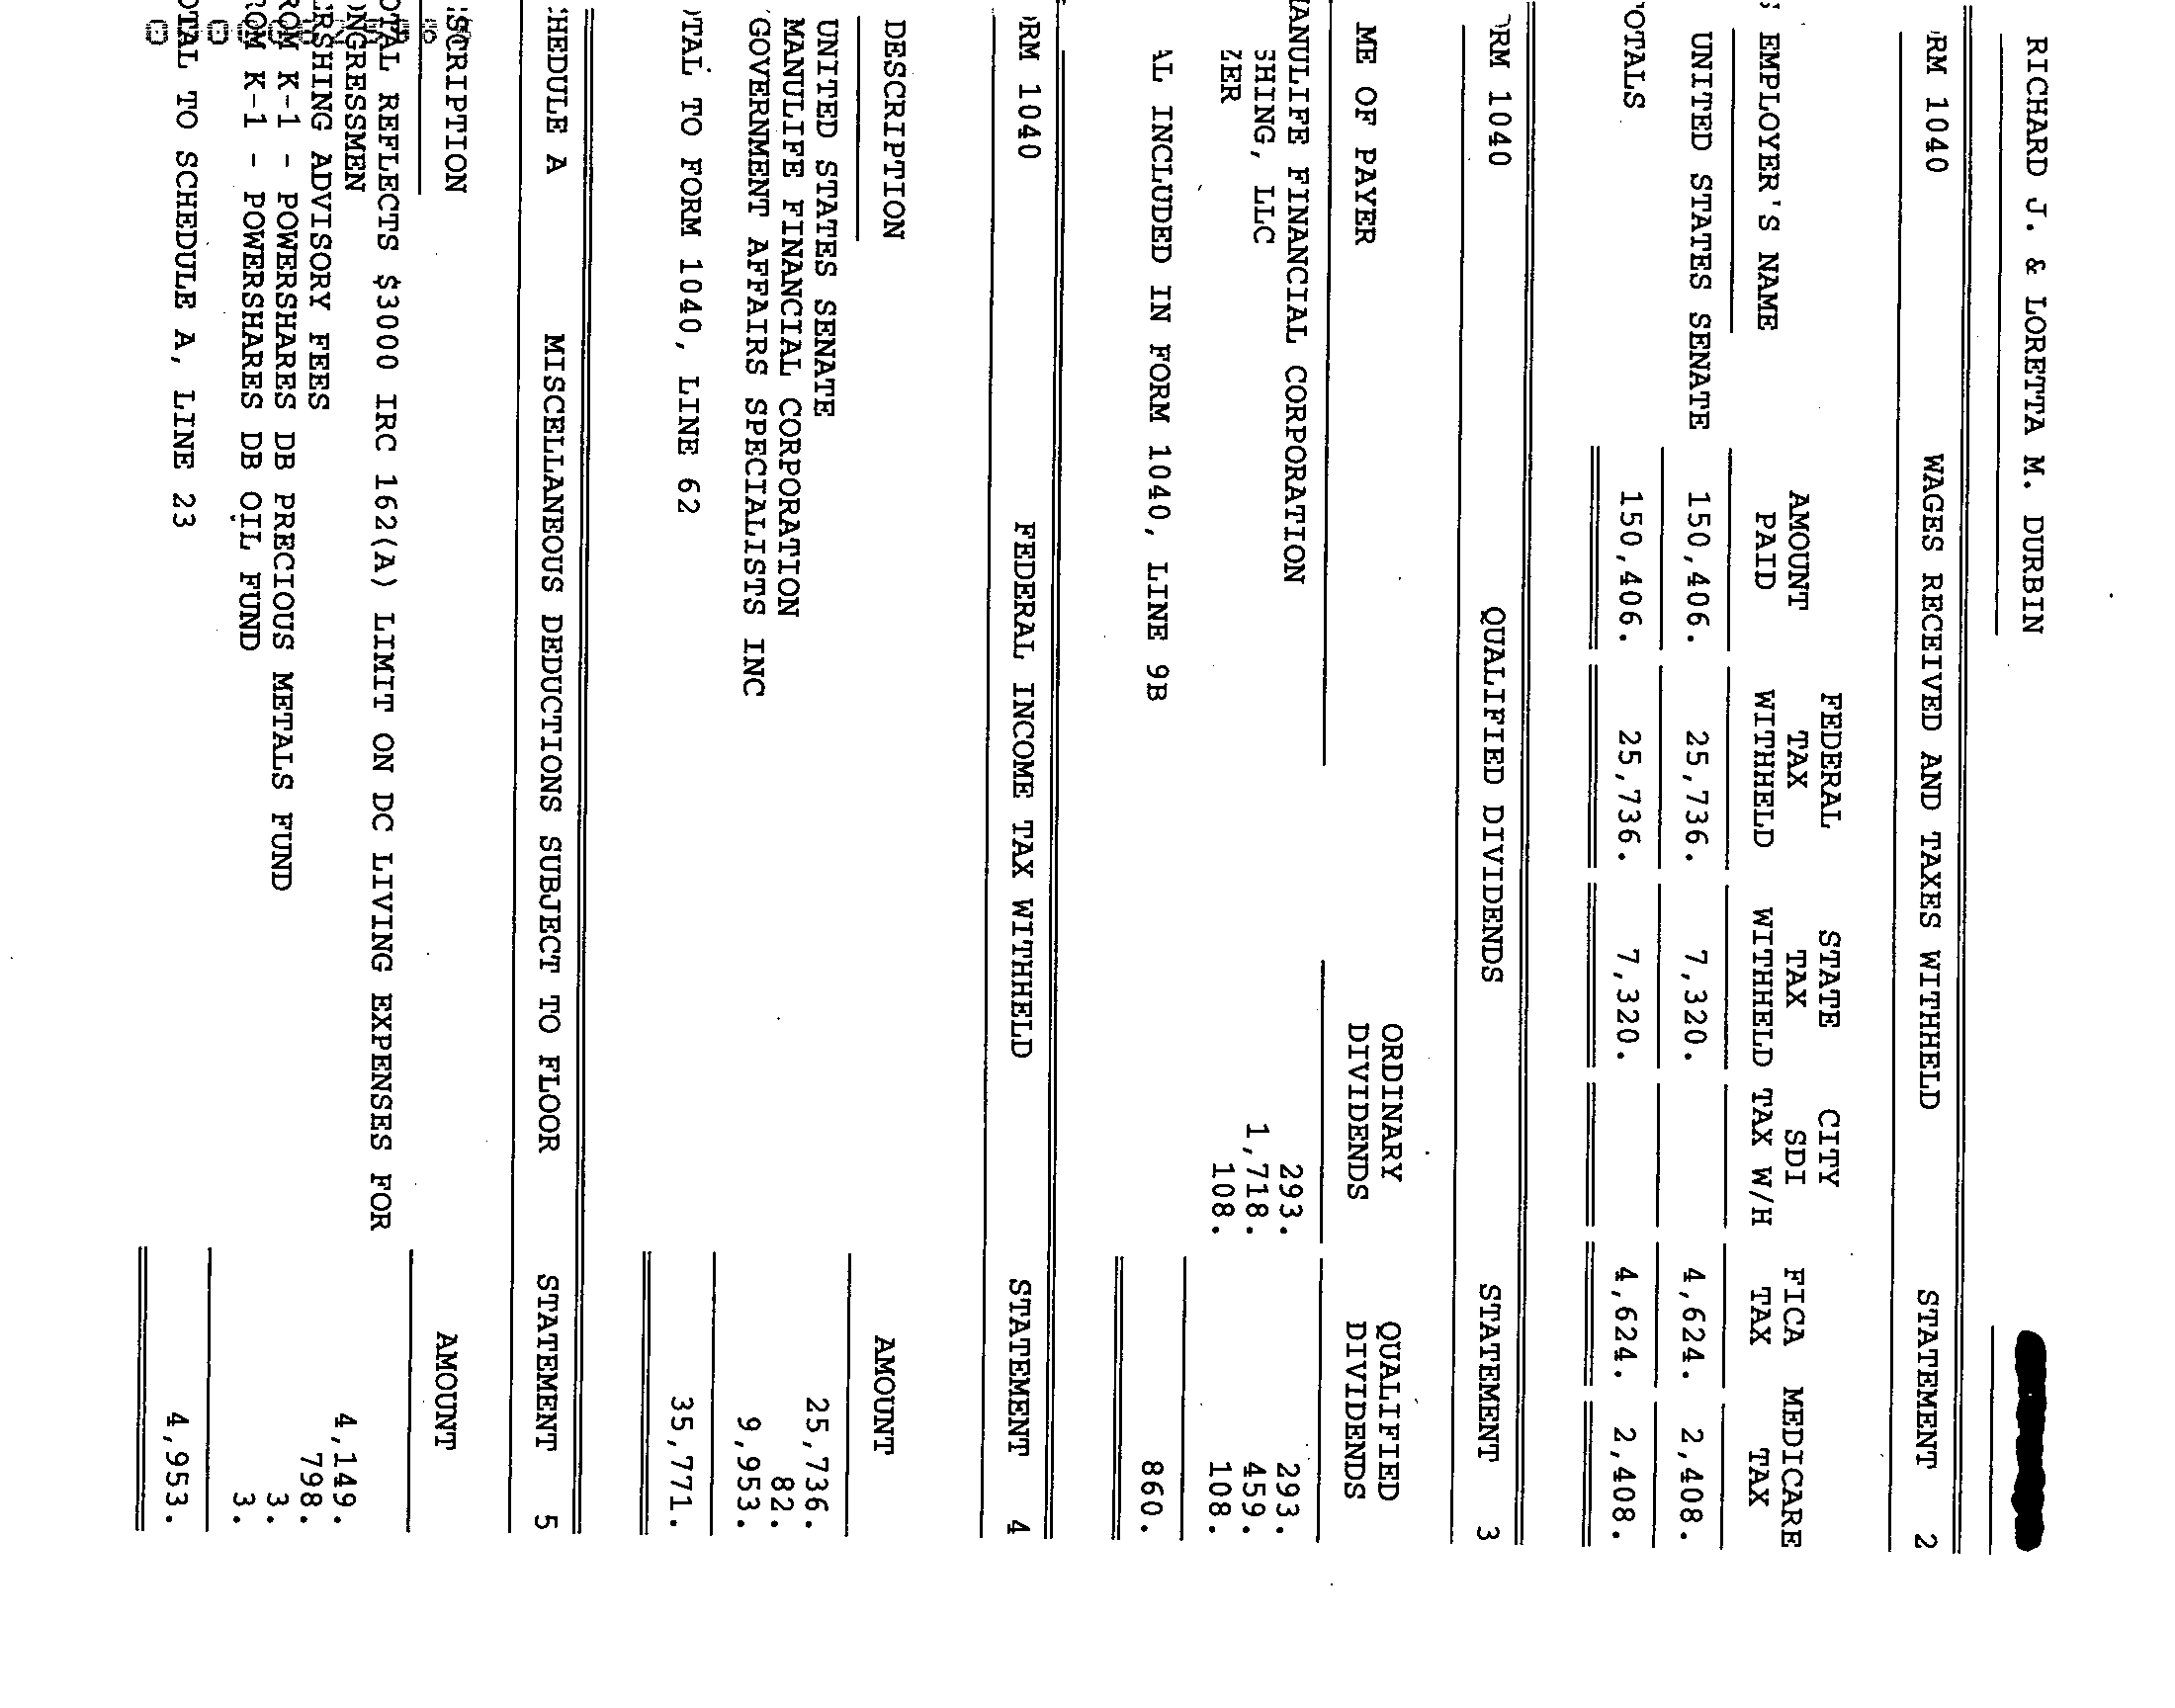 RICHARD J. & LORETTA M. DURBIN
RM 1040 WAGES RECEIVED AND TAXES WITHHELD STATEMENT 2
FEDERAL STATE CITY
AMOUNT TAX TAX SDI FICA MEDICARE
S EMPLOYER'S NAME PAID WITHHELD WITHHELD TAX W/H TAX TAX
UNITED STATES SENATE 150,406. 25,736. 7,320. 4,624. 2,408.
OTALS 150,406. 25,736. 7,320. 4,624. 2,408.
RM 1040 QUALIFIED DIVIDENDS STATEMENT 3
ORDINARY QUALIFIED
ME OF PAYER DIVIDENDS DIVIDENDS
ANULIFE FINANCIAL CORPORATION 293. 293.
SHING, LLC 1,718. 459.
ZER 108. 108.
AL INCLUDED IN FORM 1040, LINE 9B 860.
RM 1040 FEDERAL INCOME TAX WITHHELD STATEMENT 4
DESCRIPTION AMOUNT
UNITED STATES SENATE 25,736.
MANULIFE FINANCIAL CORPORATION 82.
GOVERNMENT AFFAIRS SPECIALISTS INC 9,953.
TAL TO FORM 1040, LINE 62 35,771.
HEDULE A MISCELLANEOUS DEDUCTIONS SUBJECT TO FLOOR STATEMENT 5
SCRIPTION AMOUNT
OTAL REFLECTS $3000 IRC 162(A) LIMIT ON DC LIVING EXPENSES FOR
ONGRESSMEN 4,149.
RSHING ADVISORY FEES 798.
ROM K-1 - POWERSHARES DB PRECIOUS METALS FUND 3.
ROM K-1 - POWERSHARES DB OIL FUND 3.
OTAL TO SCHEDULE A, LINE 23 4,953.